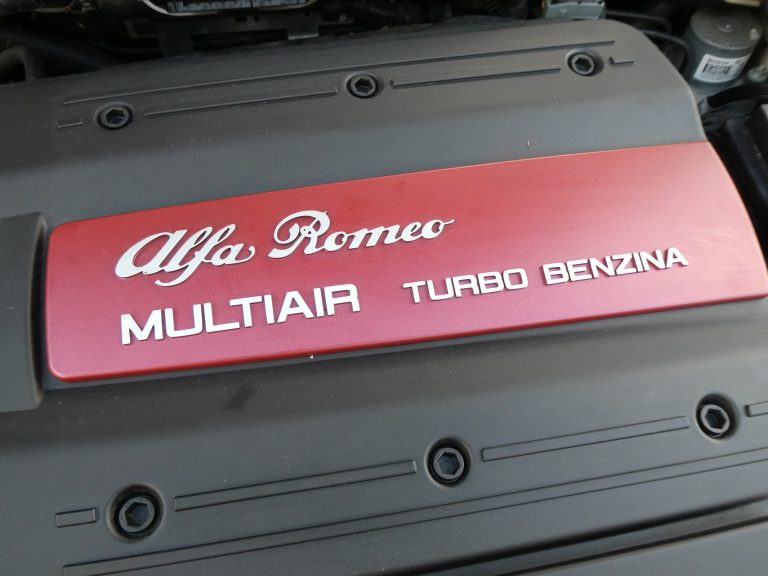 Alfa Romeo
MULTIAIR TURBO BENZINA